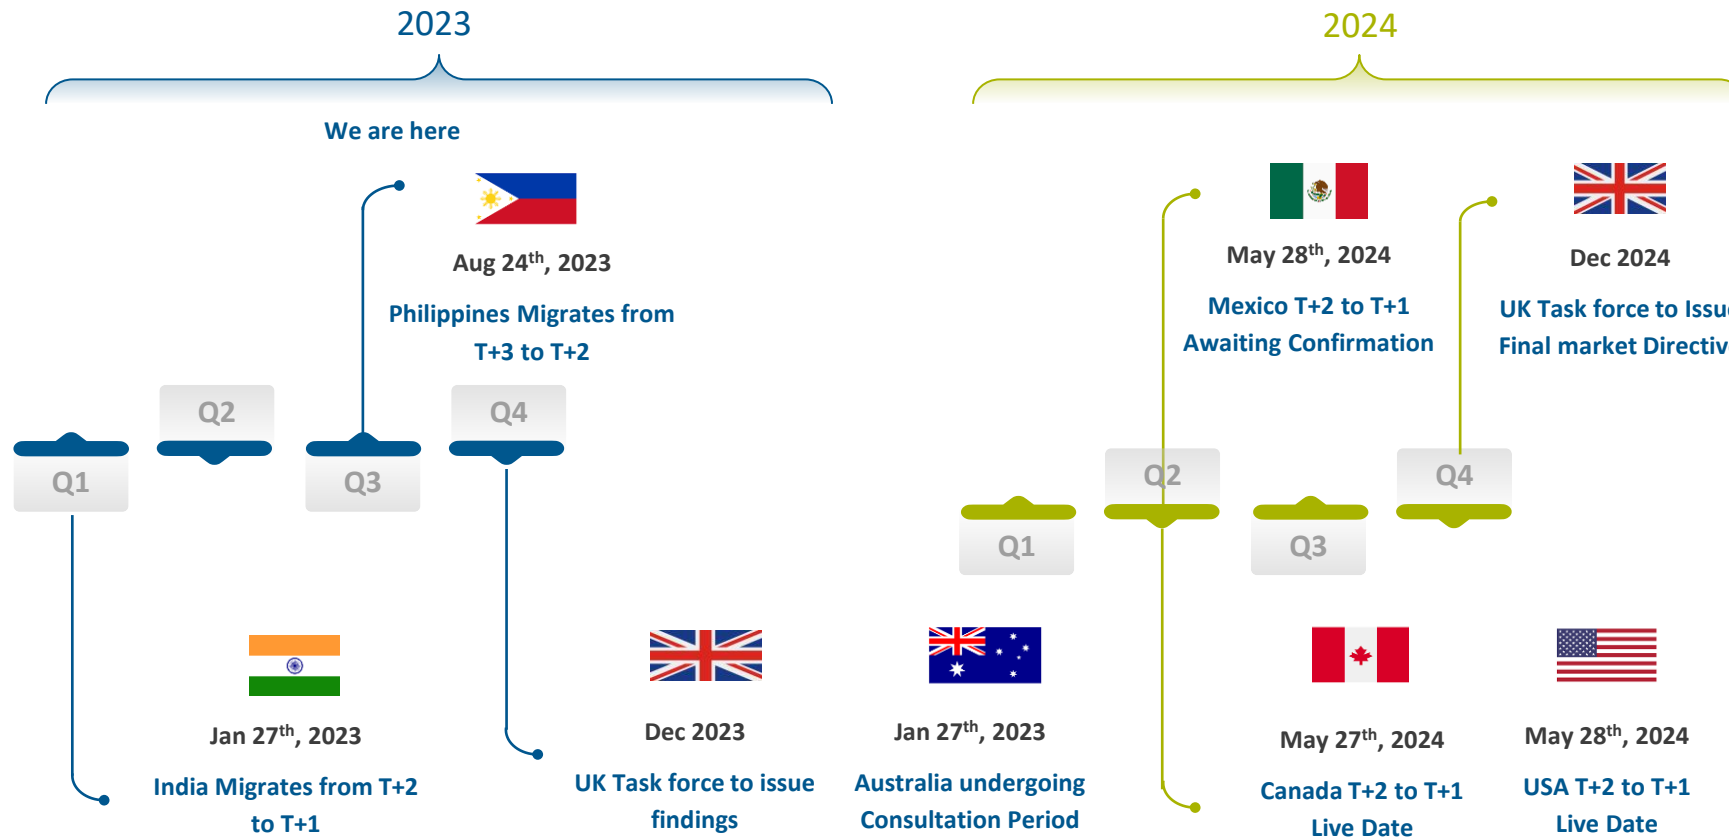 2023
We are here
Aug 24th, 2023
Philippines Migrates from
T+3 to T+2
Q1
Q2
Q3
Q4
Jan 27th, 2023
India Migrates from T+2
to T+1
Dec 2023
UK Task force to issue
findings
Jan 27th, 2023
Australia undergoing
Consultation Period
2024
May 28th, 2024
Mexico T+2 to T+1
Awaiting Confirmation
Dec 2024
UK Task force to Issue
Final market Directiv
Q1
Q2
Q3
Q4
May 27th, 2024
Canada T+2 to T+1
Live Date
May 28th, 2024
USA T+2 to T+1
Live Date